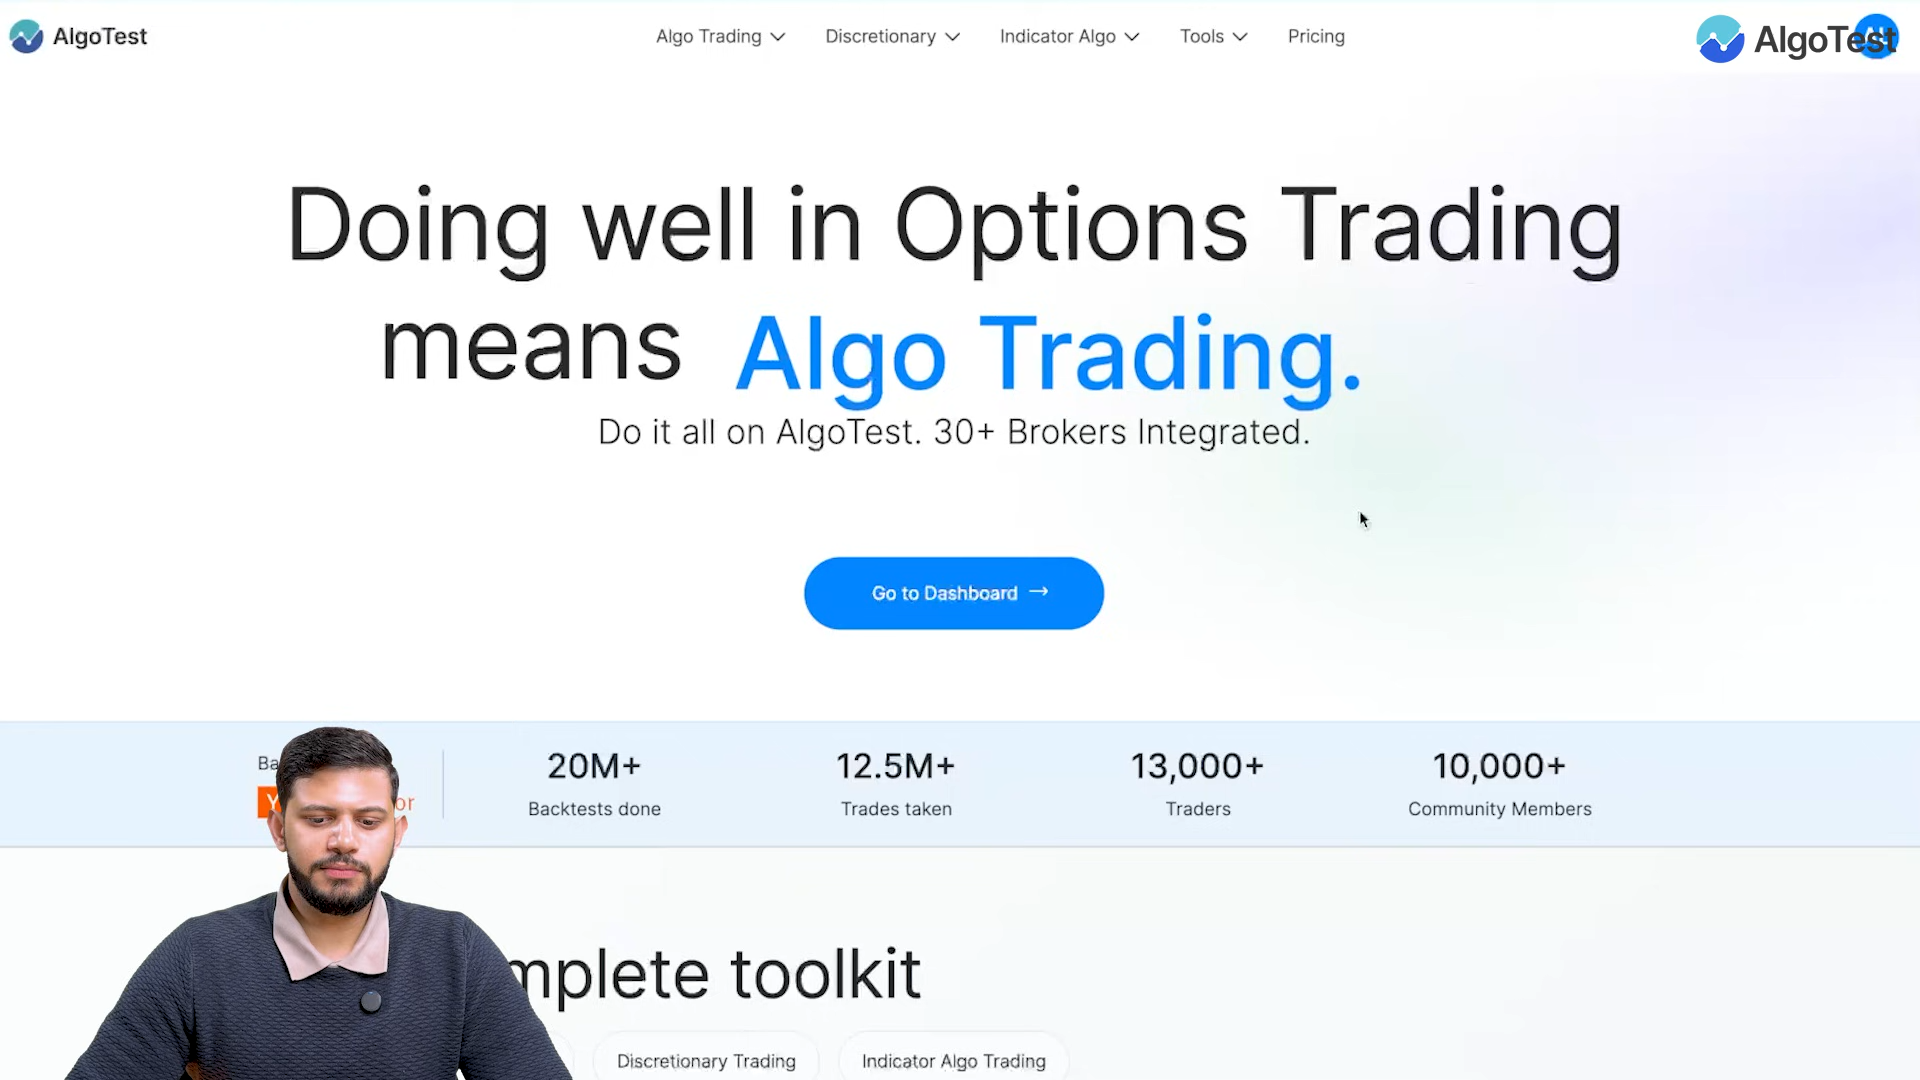 AlgoTest
Algo Trading
Discretionary
Indicator Algo
Tools
Pricing
AlgoTest
Doing well in Options Trading
means Algo Trading.
Do it all on AlgoTest. 30+ Brokers Integrated.
Go to Dashboard →
20M+
Backtests done
12.5M+
Trades taken
13,000+
Traders
10,000+
Community Members
toolkit
Discretionary Trading
Indicator Algo Trading